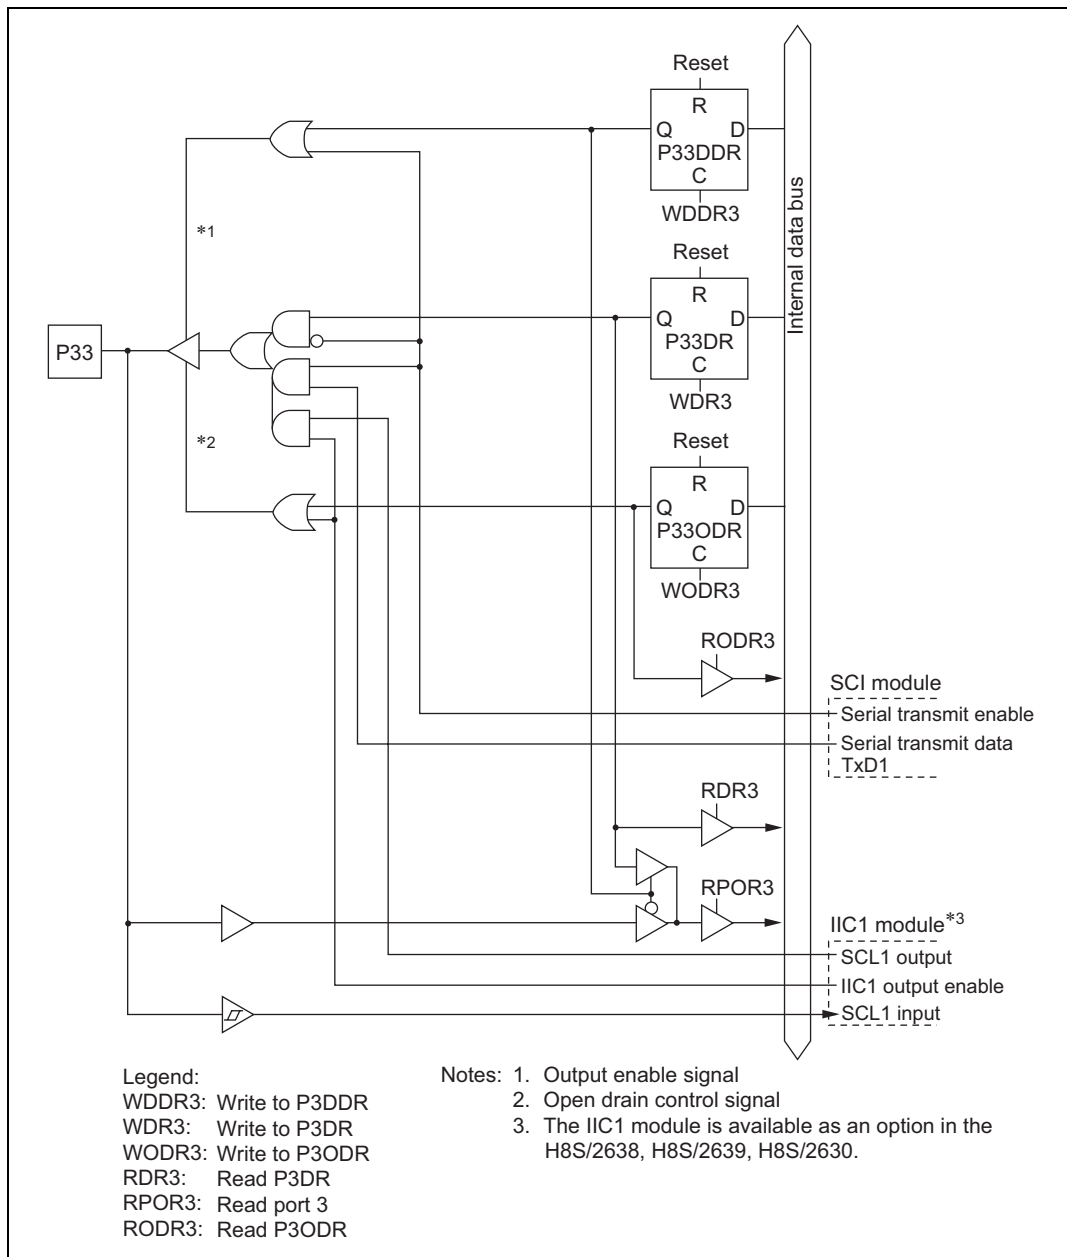 Reset
R
Q D
P33DDR
C
WDDR3
*1
Reset
R
Q D
P33DR
C
WDR3
Internal data bus
P33
*2
Reset
R
Q D
P33ODR
C
WODR3
RODR3
SCI module
Serial transmit enable
Serial transmit data
TxD1
RDR3
RPOR3
IIC1 module*3
SCL1 output
IIC1 output enable
SCL1 input
Legend:
WDDR3: Write to P3DDR
WDR3: Write to P3DR
WODR3: Write to P3ODR
RDR3: Read P3DR
RPOR3: Read port 3
RODR3: Read P3ODR
Notes: 1. Output enable signal
2. Open drain control signal
3. The IIC1 module is available as an option in the
H8S/2638, H8S/2639, H8S/2630.